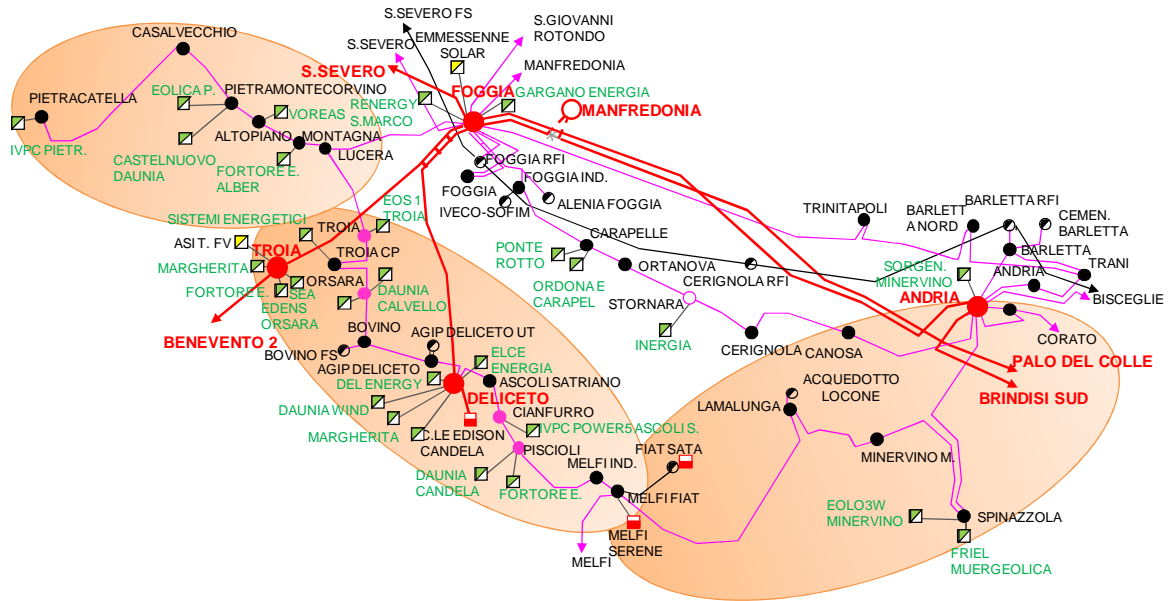 S.SEVERO FS
S.GIOVANNI
ROTONDO
CASALVECCHIO
EMMESSENNE
SOLAR
S.SEVERO
MANFREDONIA
S.SEVERO
FOGGIA
GARGANO ENERGIA
EOLICA P.
PIETRAMONTECORVINO
PIETRACATELLA
RENERGY
S.MARCO
MANFREDONIA
VOREAS
ALTOPIANO
MONTAGNA
IVPC PIETR.
LUCERA
FOGGIA RFI
CASTELNUOVO
DAUNIA
FORTORE E.
ALBER
FOGGIA
FOGGIA IND.
IVECO-SOFIM
ALENIA FOGGIA
EOS 1
TROIA
SISTEMI ENERGETICI
TROIA
TRINITAPOLI
BARLETT
A NORD
BARLETTA RFI
CEMEN.
BARLETTA
ASI T. FV
TROIA
TROIA CP
CARAPELLE
PONTE
ROTTO
BARLETTA
MARGHERITA
ORSARA
ORTANOVA
SORGEN.
MINERVINO
ANDRIA
TRANI
ORDONA E
CARAPEL
CERIGNOLA RFI
FORTORE E.
SEA
EDENS
ORSARA
DAUNIA
CALVELLO
STORNARA
ANDRIA
BISCEGLIE
BOVINO
AGIP DELICETO UT
BENEVENTO 2
BOVINO FS
INERGIA
CERIGNOLA
CANOSA
CORATO
AGIP DELICETO
ELCE
ENERGIA
PALO DEL COLLE
DEL ENERGY
ASCOLI SATRIANO
ACQUEDOTTO
LOCONE
DELICETO
BRINDISI SUD
DAUNIA WIND
CIANFURRO
LAMALUNGA
MARGHERITA
IVPC POWER5 ASCOLI S.
C.LE EDISON
CANDELA
PISCIOLI
FIAT SATA
MINERVINO M.
MELFI IND.
DAUNIA
CANDELA
FORTORE E.
MELFI FIAT
EOLO3W
MINERVINO
SPINAZZOLA
MELFI
MELFI
SERENE
FRIEL
MUERGEOLICA